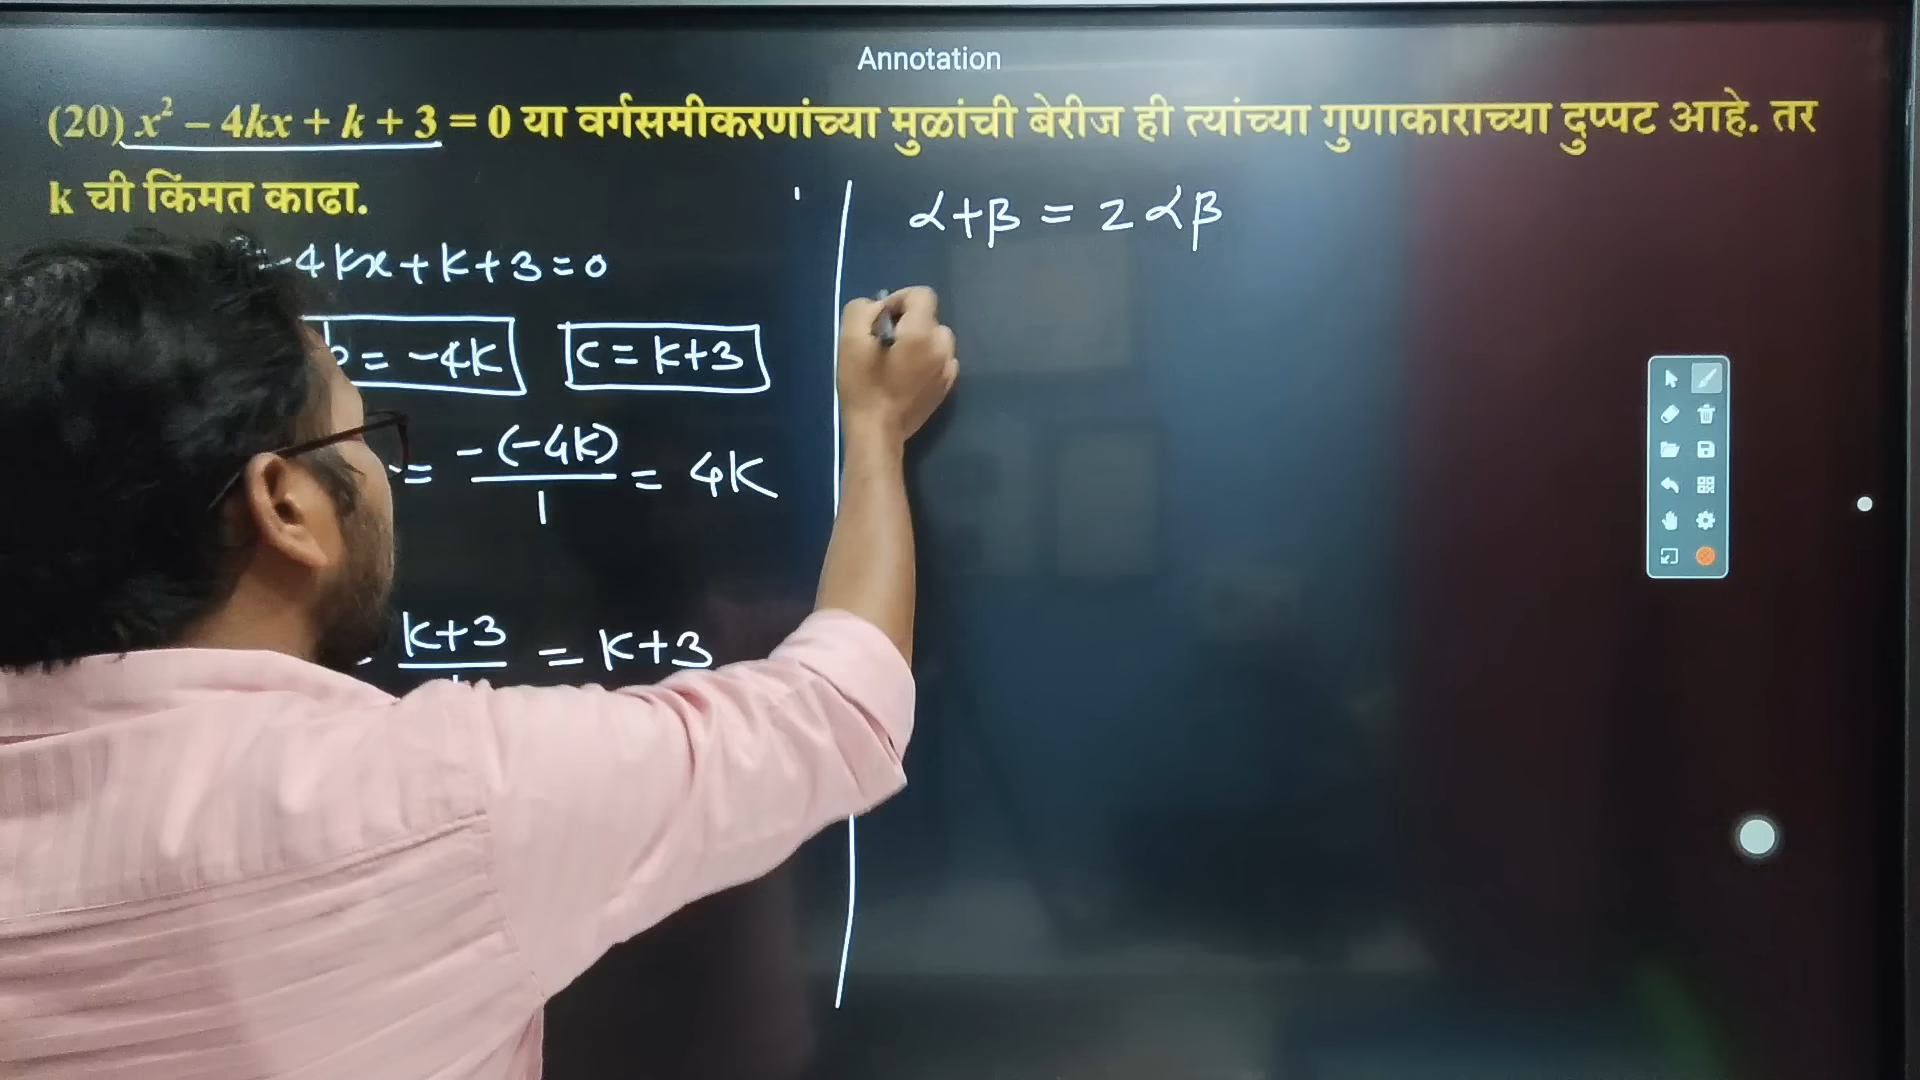 Annotation
(20) x² – 4kx + k + 3 = 0 या वर्गसमीकरणांच्या मुळांची बेरीज ही त्यांच्या गुणाकाराच्या दुप्पट आहे. तर
k ची किंमत काढा.
-4kx+k+3=0
b = -4k c = k+3
= -(-4k)/1 = 4k
k+3/1 = k+3
α+β = 2αβ